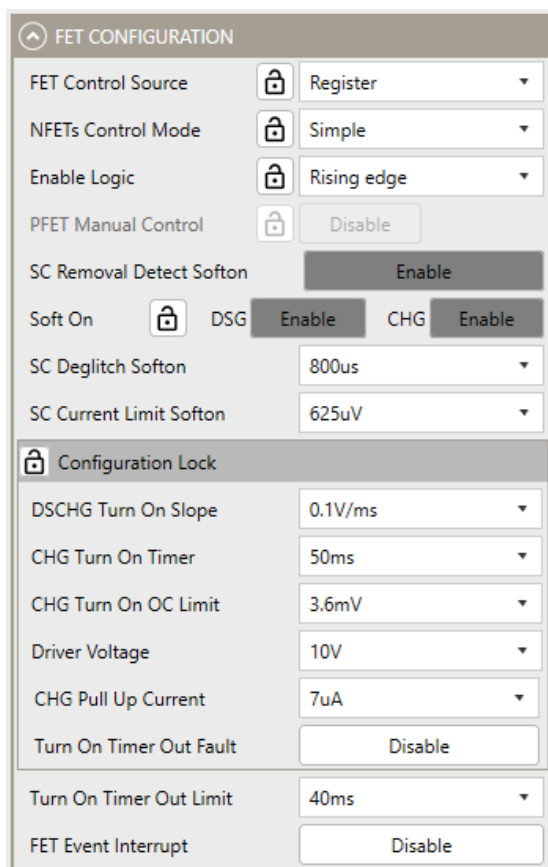 FET CONFIGURATION
FET Control Source Register
NFETs Control Mode Simple
Enable Logic Rising edge
PFET Manual Control Disable
SC Removal Detect Softon Enable
Soft On DSG Enable CHG Enable
SC Deglitch Softon 800us
SC Current Limit Softon 625uV
Configuration Lock
DSCHG Turn On Slope 0.1V/ms
CHG Turn On Timer 50ms
CHG Turn On OC Limit 3.6mV
Driver Voltage 10V
CHG Pull Up Current 7uA
Turn On Timer Out Fault Disable
Turn On Timer Out Limit 40ms
FET Event Interrupt Disable